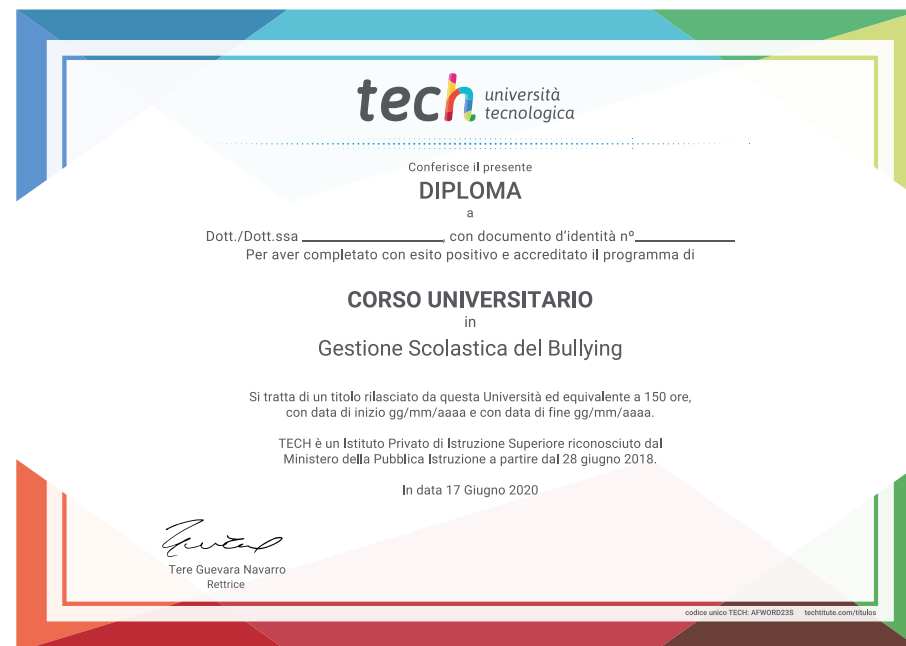 tech università
tecnologica
Conferisce il presente
DIPLOMA
a
Dott./Dott.ssa ____________________, con documento d'identità nº______________
Per aver completato con esito positivo e accreditato il programma di
CORSO UNIVERSITARIO
in
Gestione Scolastica del Bullying
Si tratta di un titolo rilasciato da questa Università ed equivalente a 150 ore,
con data di inizio gg/mm/aaaa e con data di fine gg/mm/aaaa.
TECH è un Istituto Privato di Istruzione Superiore riconosciuto dal
Ministero della Pubblica Istruzione a partire dal 28 giugno 2018.
In data 17 Giugno 2020
Tere Guevara Navarro
Rettrice
codice unico TECH: AFWORD23S techtitute.com/titulos